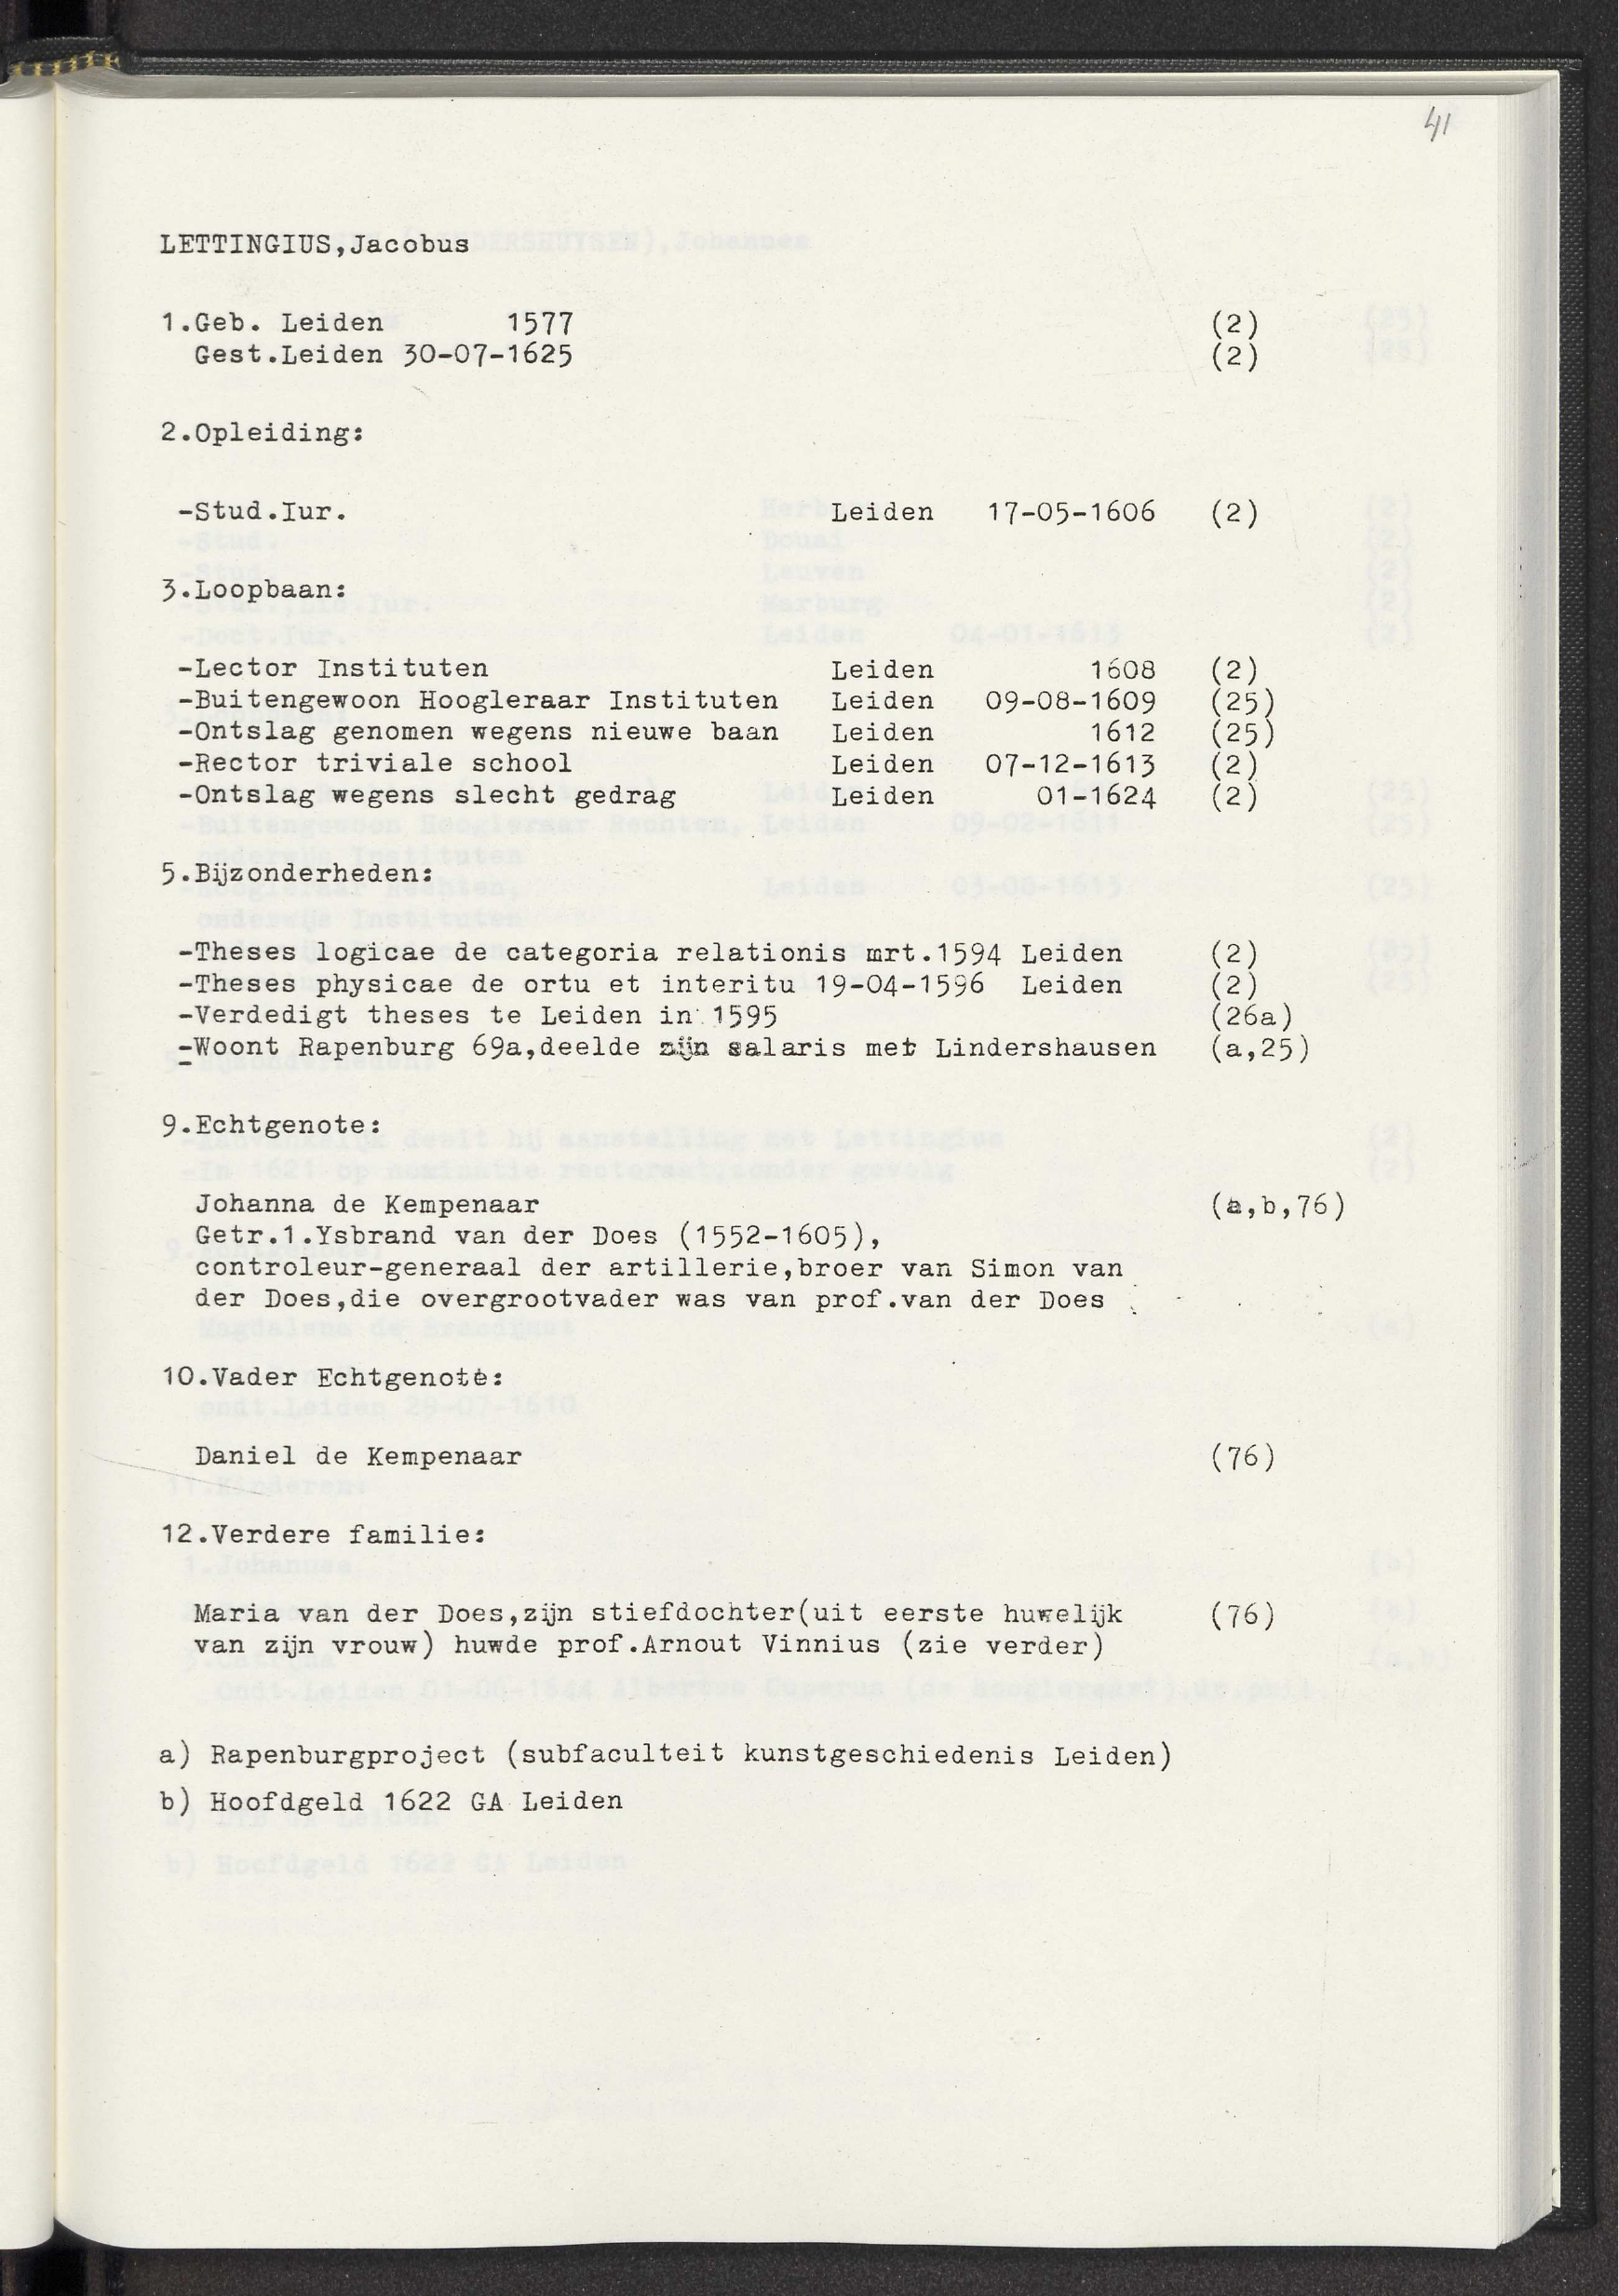 41
LETTINGIUS,Jacobus
1.Geb. Leiden 1577 (2)
Gest.Leiden 30-07-1625 (2)
2.Opleiding:
-Stud.Iur. Leiden 17-05-1606 (2)
3.Loopbaan:
-Lector Instituten Leiden 1608 (2)
-Buitengewoon Hoogleraar Instituten Leiden 09-08-1609 (25)
-Ontslag genomen wegens nieuwe baan Leiden 1612 (25)
-Rector triviale school Leiden 07-12-1613 (2)
-Ontslag wegens slecht gedrag Leiden 01-1624 (2)
5.Bijzonderheden:
-Theses logicae de categoria relationis mrt.1594 Leiden (2)
-Theses physicae de ortu et interitu 19-04-1596 Leiden (2)
-Verdedigt theses te Leiden in 1595 (26a)
-Woont Rapenburg 69a,deelde zijn salaris met Lindershausen (a,25)
9.Echtgenote:
Johanna de Kempenaar (a,b,76)
Getr.1.Ysbrand van der Does (1552-1605),
controleur-generaal der artillerie,broer van Simon van
der Does,die overgrootvader was van prof.van der Does
10.Vader Echtgenote:
Daniel de Kempenaar (76)
12.Verdere familie:
Maria van der Does,zijn stiefdochter(uit eerste huwelijk (76)
van zijn vrouw) huwde prof.Arnout Vinnius (zie verder)
a) Rapenburgproject (subfaculteit kunstgeschiedenis Leiden)
b) Hoofdgeld 1622 GA Leiden